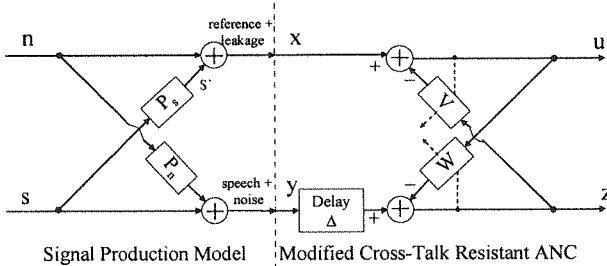 n
reference +
leakage
x
u
+
+
−
P_s
s'
V
P_n
W
s
speech +
noise
y
Delay
Δ
+
−
+
+
z
Signal Production Model
Modified Cross-Talk Resistant ANC